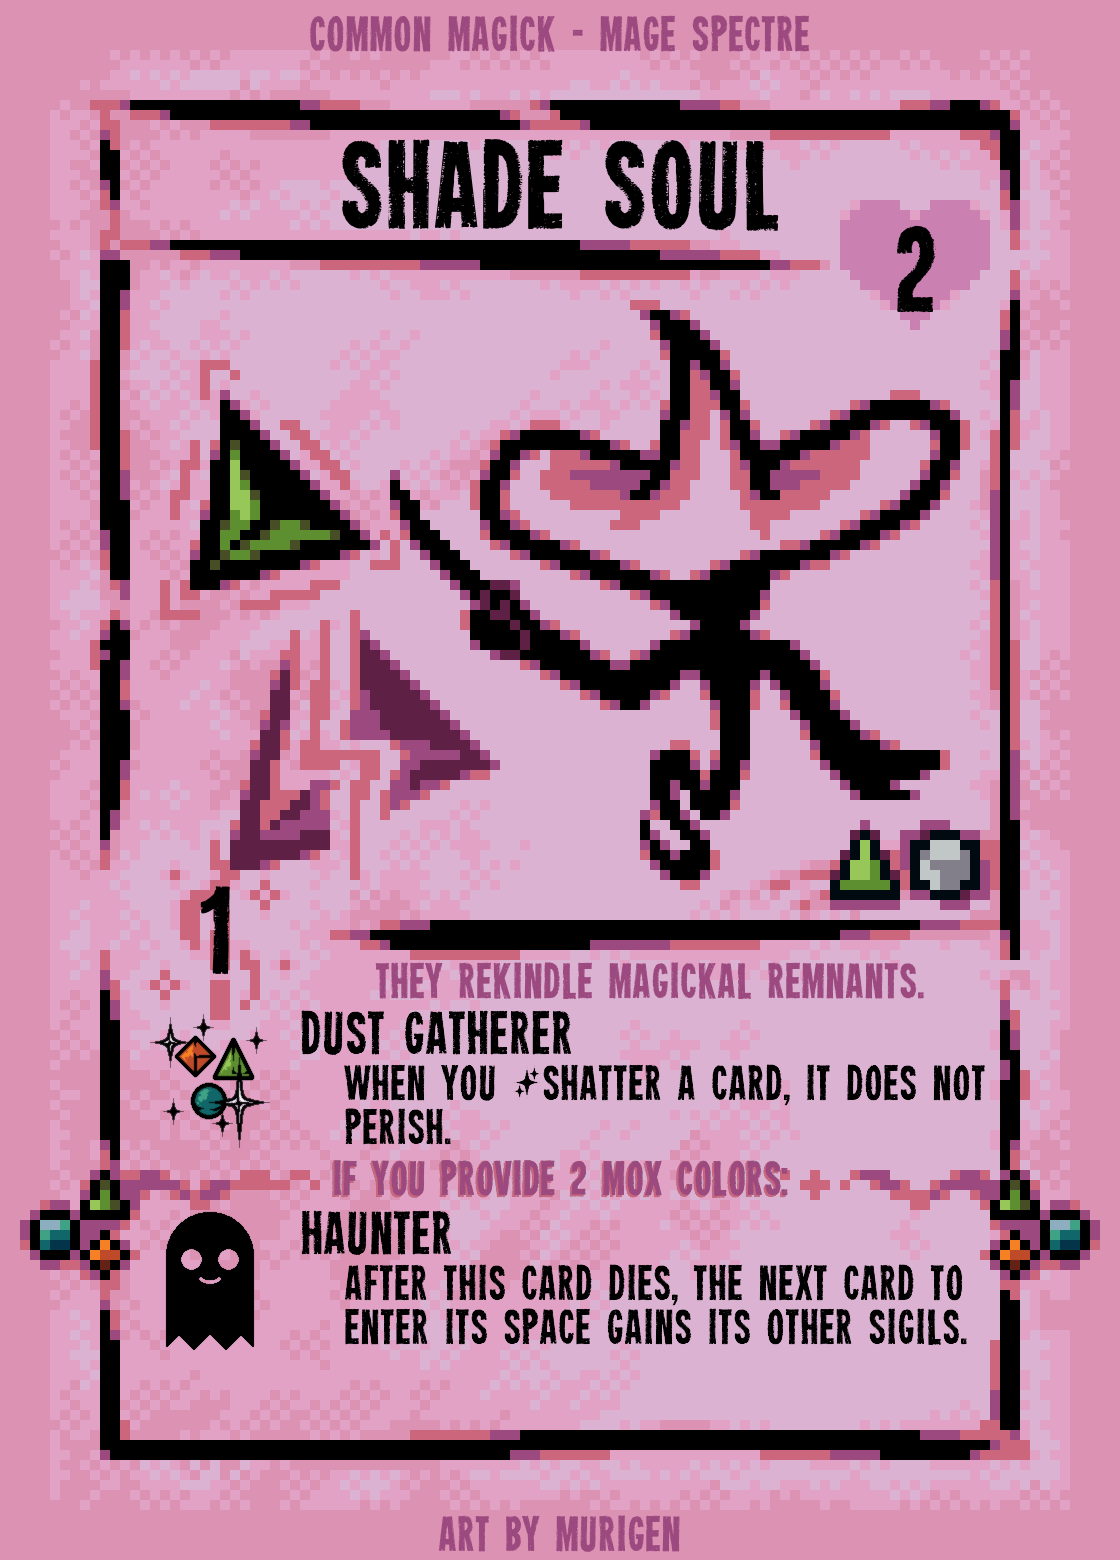 COMMON MAGICK - MAGE SPECTRE
SHADE SOUL
2
1
THEY REKINDLE MAGICKAL REMNANTS.
DUST GATHERER
WHEN YOU SHATTER A CARD, IT DOES NOT
PERISH.
IF YOU PROVIDE 2 MOX COLORS:
HAUNTER
AFTER THIS CARD DIES, THE NEXT CARD TO
ENTER ITS SPACE GAINS ITS OTHER SIGILS.
ART BY MURIGEN